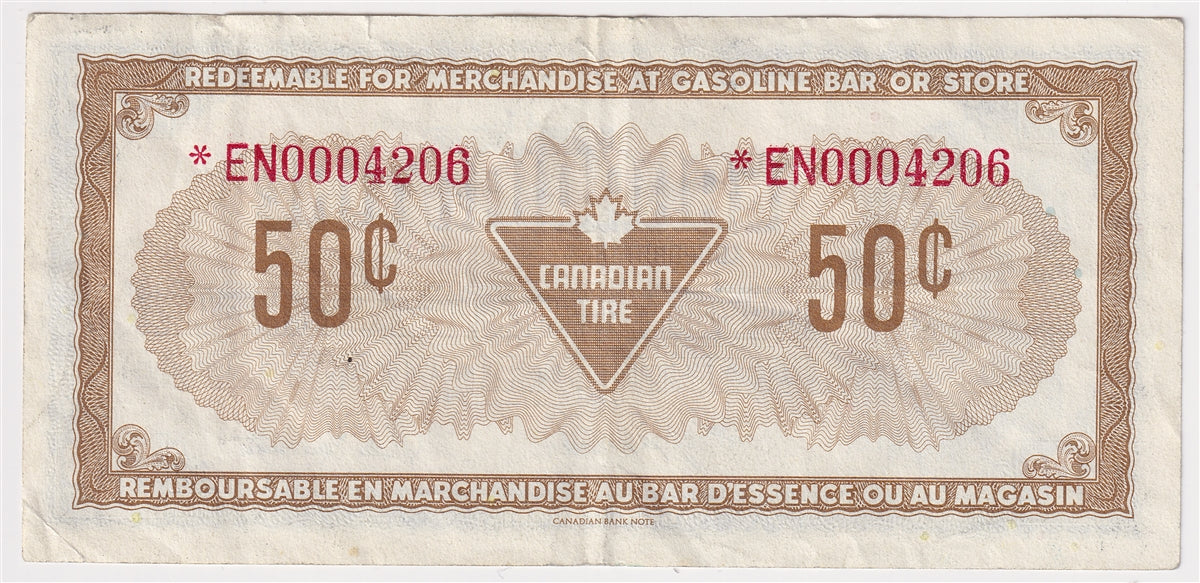 REDEEMABLE FOR MERCHANDISE AT GASOLINE BAR OR STORE
*EN0004206 *EN0004206
50¢ CANADIAN TIRE 50¢
REMBOURSABLE EN MARCHANDISE AU BAR D'ESSENCE OU AU MAGASIN
CANADIAN BANK NOTE